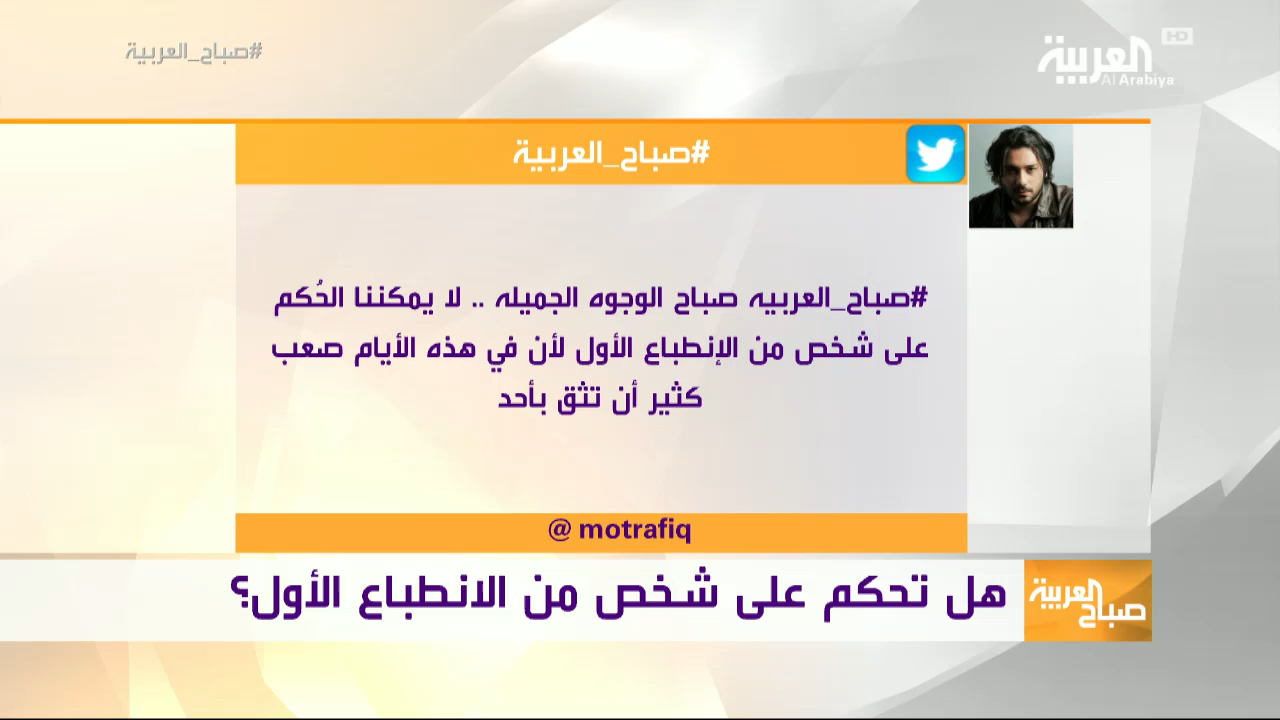 #صباح_العربية
العربية HD
Al Arabiya
#صباح_العربية
#صباح_العربيه صباح الوجوه الجميله .. لا يمكننا الحُكم
على شخص من الإنطباع الأول لأن في هذه الأيام صعب
كثير أن تثق بأحد
@ motrafiq
هل تحكم على شخص من الانطباع الأول؟
صباح العربية